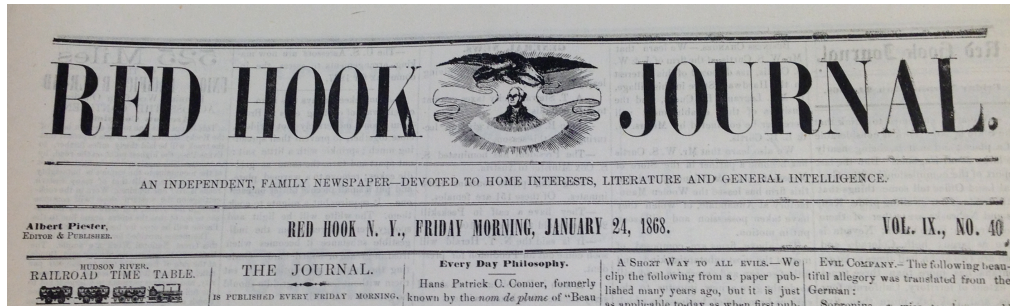 RED HOOK JOURNAL.
AN INDEPENDENT, FAMILY NEWSPAPER—DEVOTED TO HOME INTERESTS, LITERATURE AND GENERAL INTELLIGENCE.
Albert Piester,
EDITOR & PUBLISHER.
RED HOOK N. Y., FRIDAY MORNING, JANUARY 24, 1868.
VOL. IX., NO. 40
HUDSON RIVER.
RAILROAD TIME TABLE.
THE JOURNAL.
IS PUBLISHED EVERY FRIDAY MORNING,
Every Day Philosophy.
Hans Patrick C. Conner, formerly
known by the nom de plums of "Beau
A SHORT WAY TO ALL EVILS.—We
clip the following from a paper pub-
lished many years ago, but it is just
as applicable today as when first pub-
EVIL COMPANY.—The following beau-
tiful allegory was translated from the
German: